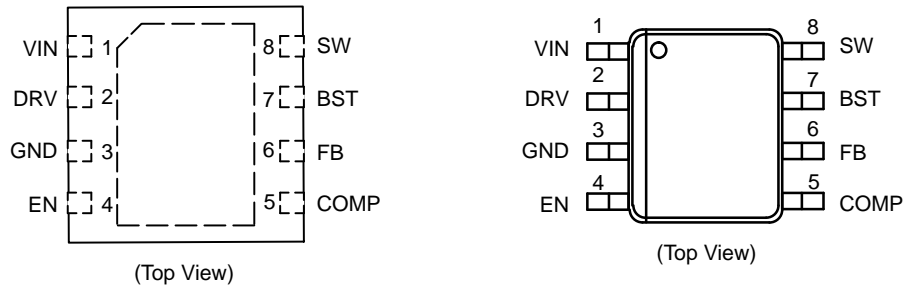 VIN 1 8 SW
DRV 2 7 BST
GND 3 6 FB
EN 4 5 COMP
(Top View)
1 8
VIN SW
2 7
DRV BST
3 6
GND FB
4 5
EN COMP
(Top View)